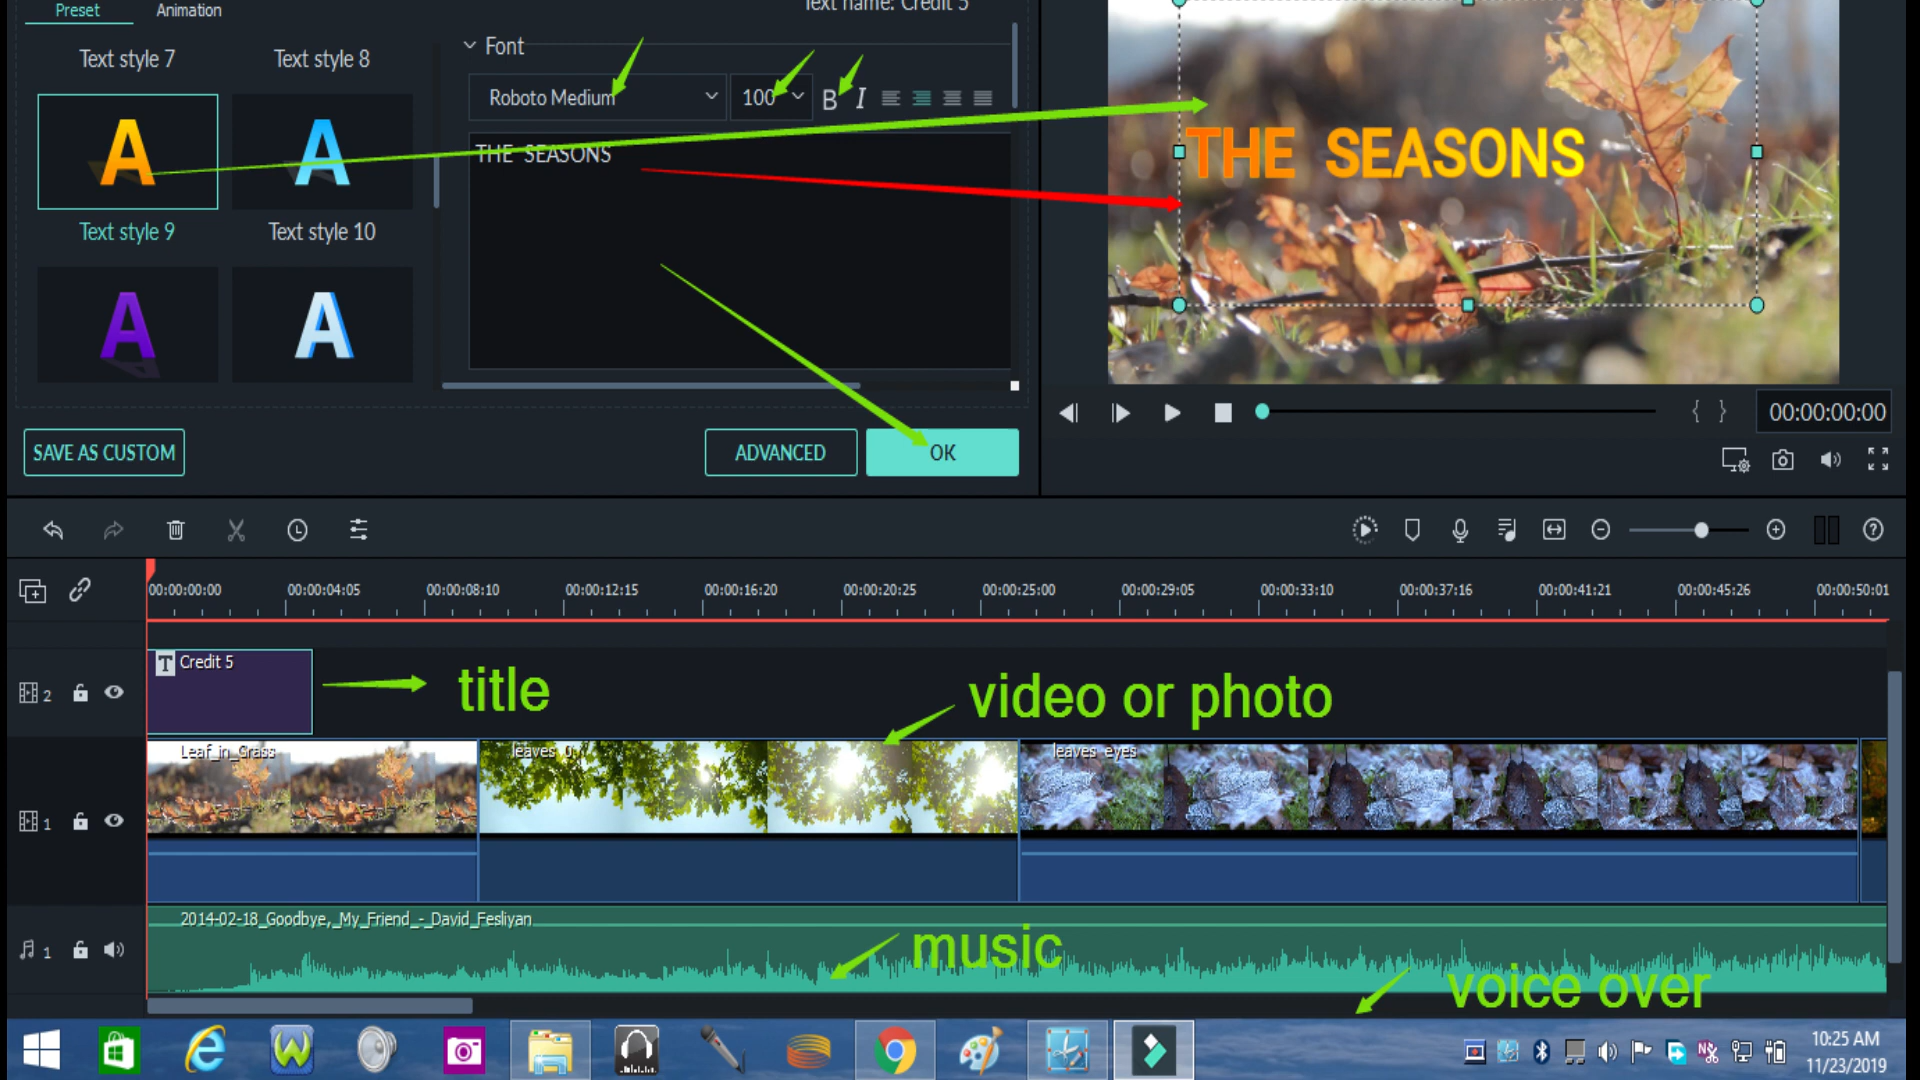 Preset Animation
Text name: Credit 5
Text style 7 Text style 8
Font
Roboto Medium 100 B I
THE SEASONS
A A
Text style 9 Text style 10
A A
THE SEASONS
SAVE AS CUSTOM ADVANCED OK
{ } 00:00:00:00
00:00:00:00 00:00:04:05 00:00:08:10 00:00:12:15 00:00:16:20 00:00:20:25 00:00:25:00 00:00:29:05 00:00:33:10 00:00:37:16 00:00:41:21 00:00:45:26 00:00:50:01
T Credit 5
2
title
video or photo
Leaf_in_Grass leaves_0 leaves eyes
1
2014-02-18_Goodbye,_My_Friend_-_David_Fesliyan
1
music
voice over
10:25 AM
11/23/2019